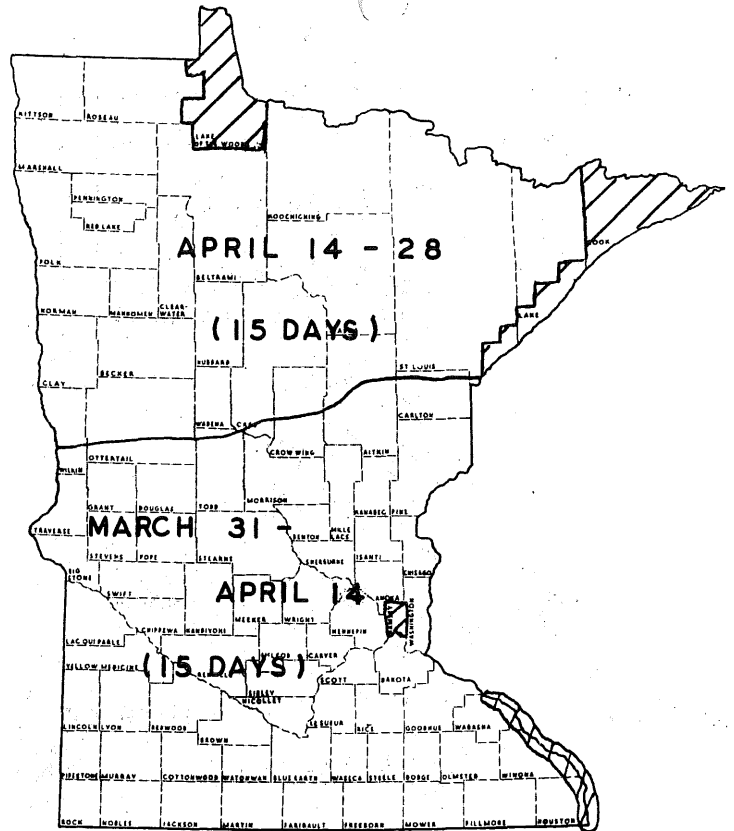 KITTSON
ROSEAU
LAKE
OF THE WOODS
MARSHALL
PENNINGTON
RED LAKE
KOOCHICHING
APRIL 14 - 28
COOK
POLK
BELTRAMI
NORMAN
MAHNOMEN
CLEAR-
WATER
LAKE
(15 DAYS)
HUBBARD
ST LOUIS
CLAY
BECKER
WADENA
CASS
CARLTON
WILKIN
OTTERTAIL
CROW WING
AITKIN
GRANT
DOUGLAS
TODD
MORRISON
KANABEC
PINE
TRAVERSE
MARCH 31 -
BENTON
MILLE
LACS
STEVENS
POPE
STEARNS
SHERBURNE
ISANTI
BIG
STONE
SWIFT
CHISAGO
APRIL 14
ANOKA
RAMSEY
WASHINGTON
CHIPPEWA
KANDIYOHI
MEEKER
WRIGHT
HENNEPIN
LAC QUI PARLE
MCLEOD
CARVER
YELLOW MEDICINE
(15 DAYS)
SCOTT
DAKOTA
SIBLEY
NICOLLET
LINCOLN
LYON
REDWOOD
LE SUEUR
RICE
GOODHUE
WABASHA
BROWN
PIPESTONE
MURRAY
COTTONWOOD
WATONWAN
BLUE EARTH
WASECA
STEELE
DODGE
OLMSTED
WINONA
ROCK
NOBLES
JACKSON
MARTIN
FARIBAULT
FREEBORN
MOWER
FILLMORE
HOUSTON